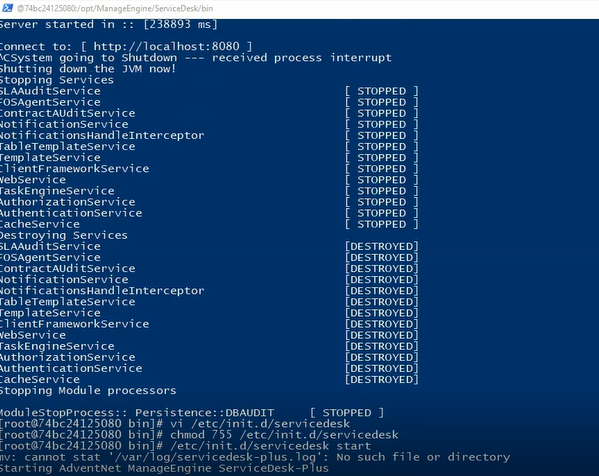 @74bc24125080:/opt/ManageEngine/ServiceDesk/bin
Server started in :: [238893 ms]
Connect to: [ http://localhost:8080 ]
^CSystem going to Shutdown --- received process interrupt
Shutting down the JVM now!
Stopping Services
SLAAuditService [ STOPPED ]
FOSAgentService [ STOPPED ]
ContractAUditService [ STOPPED ]
NotificationService [ STOPPED ]
NotificationsHandleInterceptor [ STOPPED ]
TableTemplateService [ STOPPED ]
TemplateService [ STOPPED ]
ClientFrameworkService [ STOPPED ]
WebService [ STOPPED ]
TaskEngineService [ STOPPED ]
AuthorizationService [ STOPPED ]
AuthenticationService [ STOPPED ]
CacheService [ STOPPED ]
Destroying Services
SLAAuditService [DESTROYED]
FOSAgentService [DESTROYED]
ContractAUditService [DESTROYED]
NotificationService [DESTROYED]
NotificationsHandleInterceptor [DESTROYED]
TableTemplateService [DESTROYED]
TemplateService [DESTROYED]
ClientFrameworkService [DESTROYED]
WebService [DESTROYED]
TaskEngineService [DESTROYED]
AuthorizationService [DESTROYED]
AuthenticationService [DESTROYED]
CacheService [DESTROYED]
Stopping Module processors
ModuleStopProcess:: Persistence::DBAUDIT [ STOPPED ]
[root@74bc24125080 bin]# vi /etc/init.d/servicedesk
[root@74bc24125080 bin]# chmod 755 /etc/init.d/servicedesk
[root@74bc24125080 bin]# /etc/init.d/servicedesk start
mv: cannot stat '/var/log/servicedesk-plus.log': No such file or directory
Starting AdventNet ManageEngine ServiceDesk-Plus